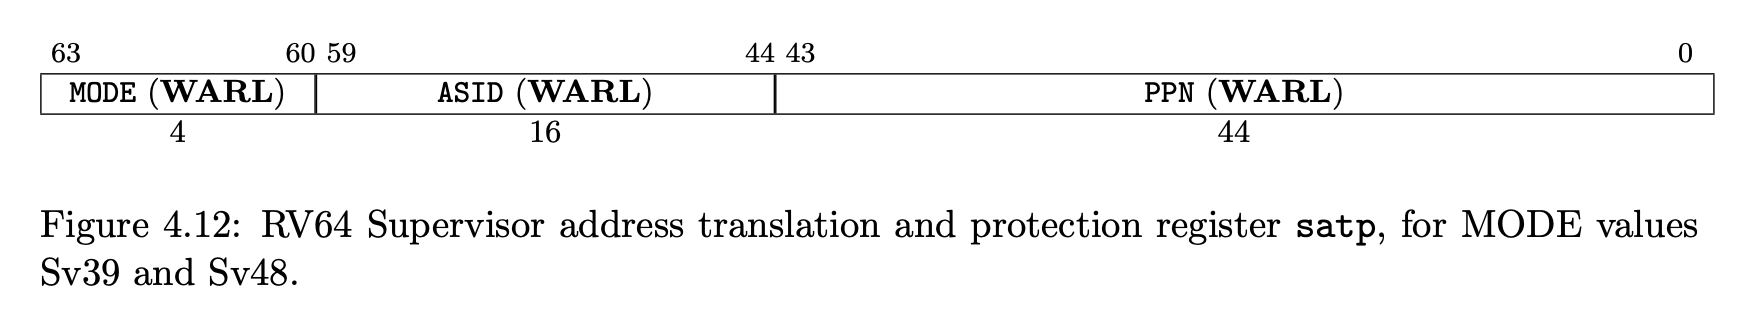 63 60 59 44 43 0
MODE (WARL) ASID (WARL) PPN (WARL)
4 16 44
Figure 4.12: RV64 Supervisor address translation and protection register satp, for MODE values
Sv39 and Sv48.